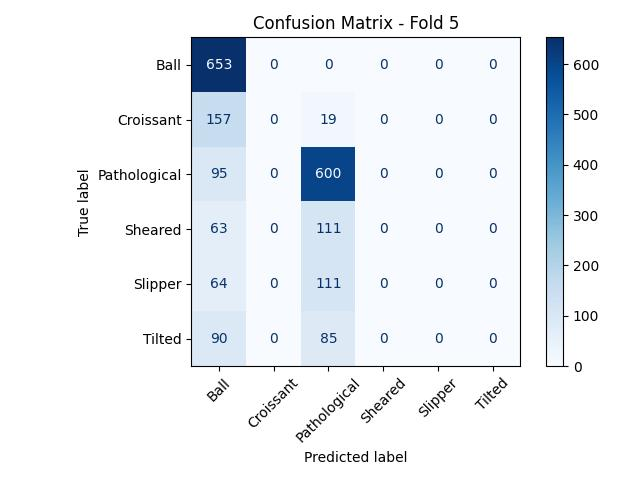 Confusion Matrix - Fold 5
True label
Ball 653 0 0 0 0 0
Croissant 157 0 19 0 0 0
Pathological 95 0 600 0 0 0
Sheared 63 0 111 0 0 0
Slipper 64 0 111 0 0 0
Tilted 90 0 85 0 0 0
Ball Croissant Pathological Sheared Slipper Tilted
Predicted label
600
500
400
300
200
100
0